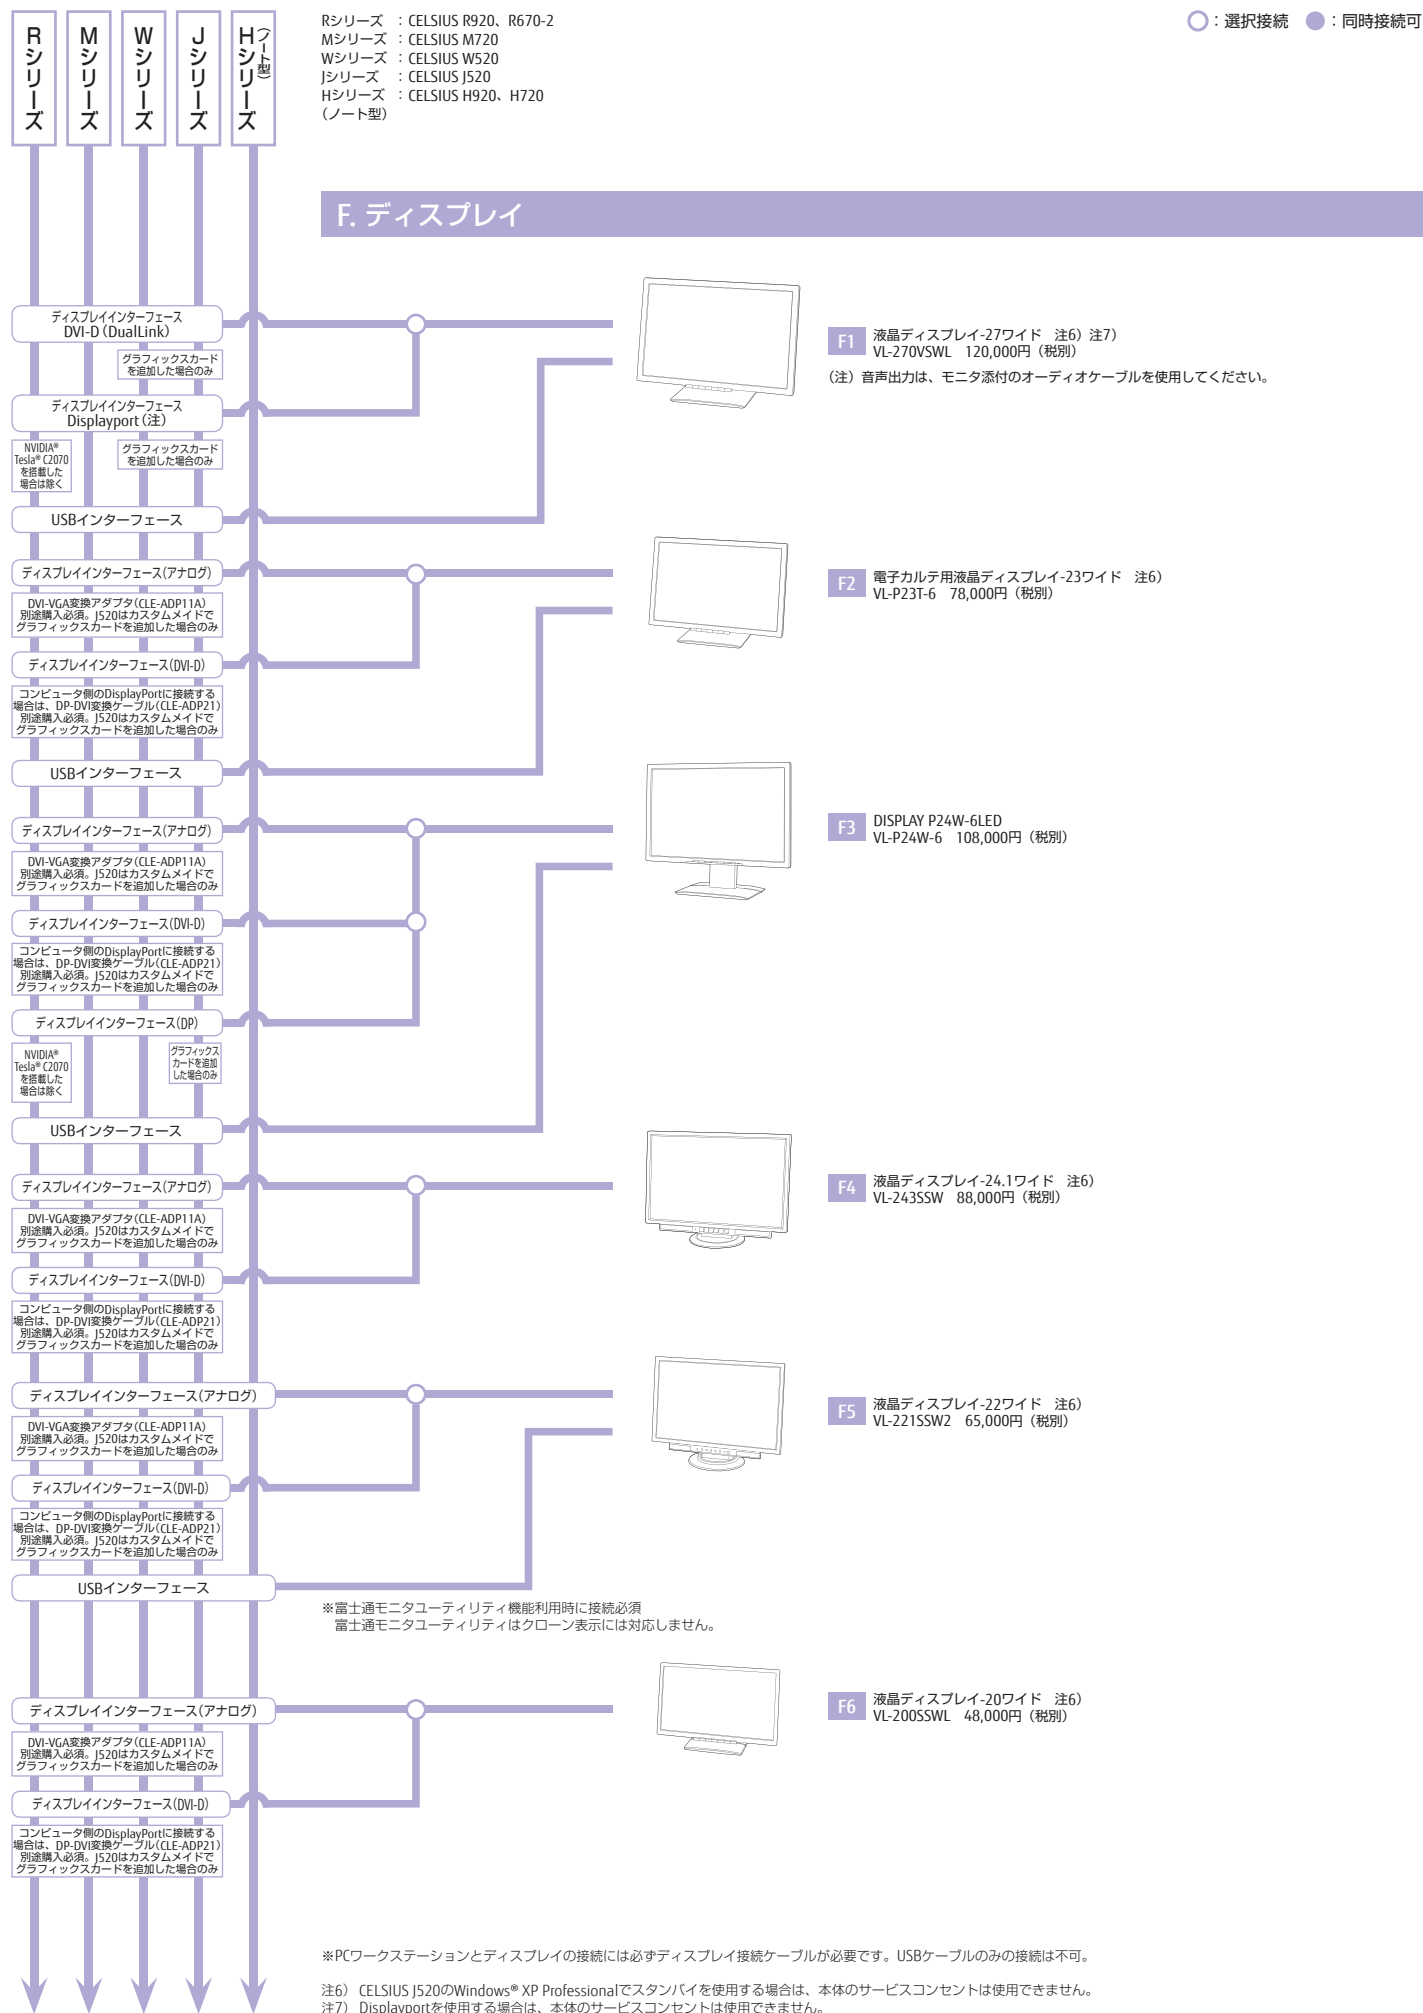 Rシリーズ
Mシリーズ
Wシリーズ
Jシリーズ
Hシリーズ
(ノート型)
Rシリーズ ：CELSIUS R920、R670-2
Mシリーズ ：CELSIUS M720
Wシリーズ ：CELSIUS W520
Jシリーズ ：CELSIUS J520
Hシリーズ ：CELSIUS H920、H720
(ノート型)
○：選択接続 ●：同時接続可
F. ディスプレイ
ディスプレイインターフェース
DVI-D（DualLink）
グラフィックスカード
を追加した場合のみ
ディスプレイインターフェース
Displayport（注）
NVIDIA®
Tesla® C2070
を搭載した
場合は除く
グラフィックスカード
を追加した場合のみ
USBインターフェース
F1 液晶ディスプレイ-27ワイド 注6）注7）
VL-270VSWL 120,000円（税別）
（注）音声出力は、モニタ添付のオーディオケーブルを使用してください。
ディスプレイインターフェース(アナログ)
DVI-VGA変換アダプタ(CLE-ADP11A)
別途購入必須。J520はカスタムメイドで
グラフィックスカードを追加した場合のみ
ディスプレイインターフェース(DVI-D)
コンピュータ側のDisplayPortに接続する
場合は、DP-DVI変換ケーブル(CLE-ADP21)
別途購入必須。J520はカスタムメイドで
グラフィックスカードを追加した場合のみ
USBインターフェース
F2 電子カルテ用液晶ディスプレイ-23ワイド 注6）
VL-P23T-6 78,000円（税別）
ディスプレイインターフェース(アナログ)
DVI-VGA変換アダプタ(CLE-ADP11A)
別途購入必須。J520はカスタムメイドで
グラフィックスカードを追加した場合のみ
ディスプレイインターフェース(DVI-D)
コンピュータ側のDisplayPortに接続する
場合は、DP-DVI変換ケーブル(CLE-ADP21)
別途購入必須。J520はカスタムメイドで
グラフィックスカードを追加した場合のみ
ディスプレイインターフェース(DP)
NVIDIA®
Tesla® C2070
を搭載した
場合は除く
グラフィックス
カードを追加
した場合のみ
USBインターフェース
F3 DISPLAY P24W-6LED
VL-P24W-6 108,000円（税別）
ディスプレイインターフェース(アナログ)
DVI-VGA変換アダプタ(CLE-ADP11A)
別途購入必須。J520はカスタムメイドで
グラフィックスカードを追加した場合のみ
ディスプレイインターフェース(DVI-D)
コンピュータ側のDisplayPortに接続する
場合は、DP-DVI変換ケーブル(CLE-ADP21)
別途購入必須。J520はカスタムメイドで
グラフィックスカードを追加した場合のみ
F4 液晶ディスプレイ-24.1ワイド 注6）
VL-243SSW 88,000円（税別）
ディスプレイインターフェース(アナログ)
DVI-VGA変換アダプタ(CLE-ADP11A)
別途購入必須。J520はカスタムメイドで
グラフィックスカードを追加した場合のみ
ディスプレイインターフェース(DVI-D)
コンピュータ側のDisplayPortに接続する
場合は、DP-DVI変換ケーブル(CLE-ADP21)
別途購入必須。J520はカスタムメイドで
グラフィックスカードを追加した場合のみ
USBインターフェース
F5 液晶ディスプレイ-22ワイド 注6）
VL-221SSW2 65,000円（税別）
※富士通モニタユーティリティ機能利用時に接続必須
富士通モニタユーティリティはクローン表示には対応しません。
ディスプレイインターフェース(アナログ)
DVI-VGA変換アダプタ(CLE-ADP11A)
別途購入必須。J520はカスタムメイドで
グラフィックスカードを追加した場合のみ
ディスプレイインターフェース(DVI-D)
コンピュータ側のDisplayPortに接続する
場合は、DP-DVI変換ケーブル(CLE-ADP21)
別途購入必須。J520はカスタムメイドで
グラフィックスカードを追加した場合のみ
F6 液晶ディスプレイ-20ワイド 注6）
VL-200SSWL 48,000円（税別）
※PCワークステーションとディスプレイの接続には必ずディスプレイ接続ケーブルが必要です。USBケーブルのみの接続は不可。
注6） CELSIUS J520のWindows® XP Professionalでスタンバイを使用する場合は、本体のサービスコンセントは使用できません。
注7） Displayportを使用する場合は、本体のサービスコンセントは使用できません。